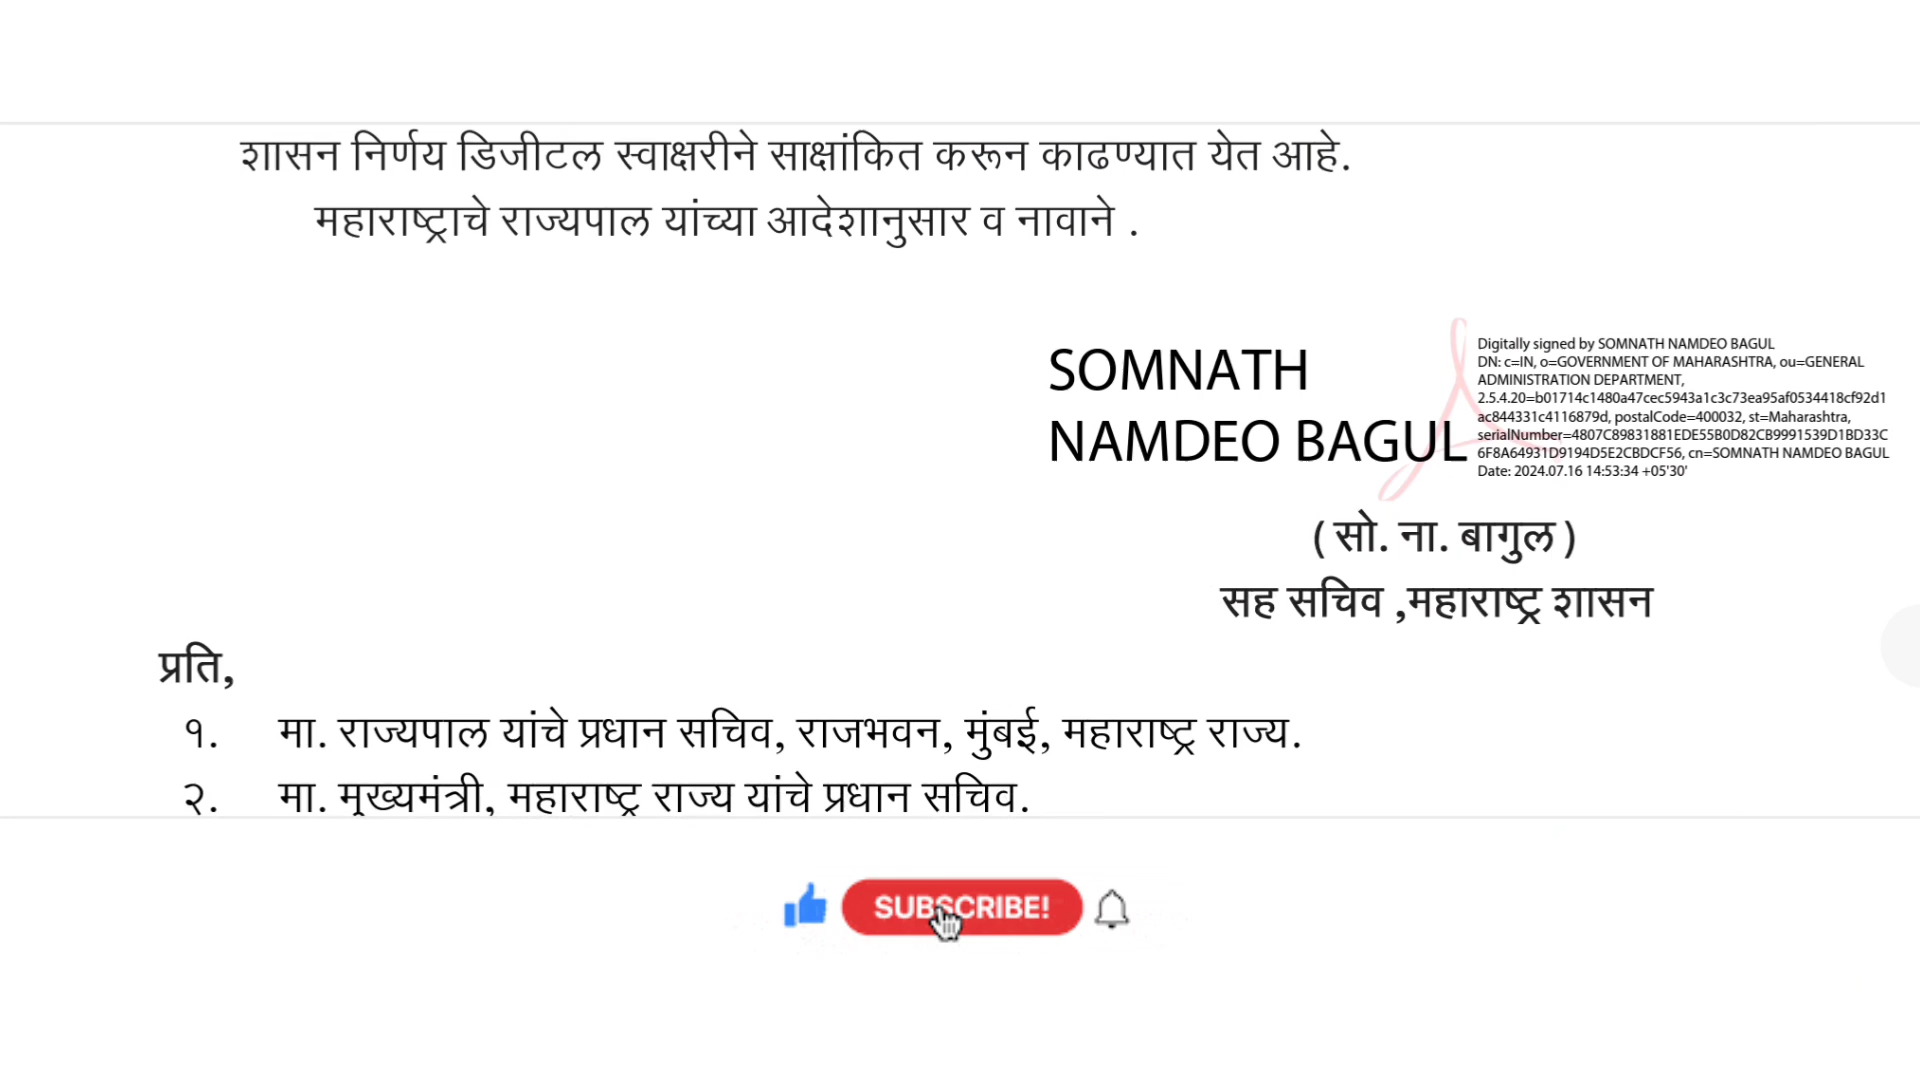 शासन निर्णय डिजीटल स्वाक्षरीने साक्षांकित करून काढण्यात येत आहे.
महाराष्ट्राचे राज्यपाल यांच्या आदेशानुसार व नावाने .
SOMNATH
NAMDEO BAGUL
Digitally signed by SOMNATH NAMDEO BAGUL
DN: c=IN, o=GOVERNMENT OF MAHARASHTRA, ou=GENERAL
ADMINISTRATION DEPARTMENT,
2.5.4.20=b01714c1480a47cec5943a1c3c73ea95af0534418cf92d1
ac844331c4116879d, postalCode=400032, st=Maharashtra,
serialNumber=4807C89831881EDE55B0D82CB9991539D1BD33C
6F8A64931D9194D5E2CBDCF56, cn=SOMNATH NAMDEO BAGUL
Date: 2024.07.16 14:53:34 +05'30'
( सो. ना. बागुल )
सह सचिव ,महाराष्ट्र शासन
प्रति,
१. मा. राज्यपाल यांचे प्रधान सचिव, राजभवन, मुंबई, महाराष्ट्र राज्य.
२. मा. मुख्यमंत्री, महाराष्ट्र राज्य यांचे प्रधान सचिव.
SUBSCRIBE!